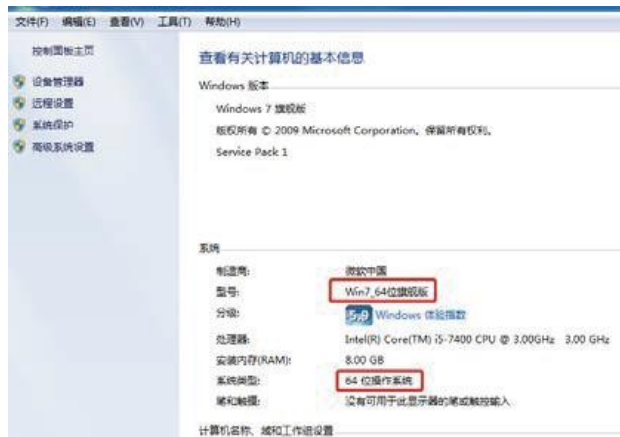 文件(F) 编辑(E) 查看(V) 工具(T) 帮助(H)
控制面板主页
设备管理器
远程设置
系统保护
高级系统设置
查看有关计算机的基本信息
Windows 版本
Windows 7 旗舰版
版权所有 © 2009 Microsoft Corporation。保留所有权利。
Service Pack 1
系统
制造商: 微软中国
型号: Win7_64位旗舰版
分级: 5.9 Windows 体验指数
处理器: Intel(R) Core(TM) i5-7400 CPU @ 3.00GHz 3.00 GHz
安装内存(RAM): 8.00 GB
系统类型: 64 位操作系统
笔和触摸: 没有可用于此显示器的笔或触控输入
计算机名称、域和工作组设置